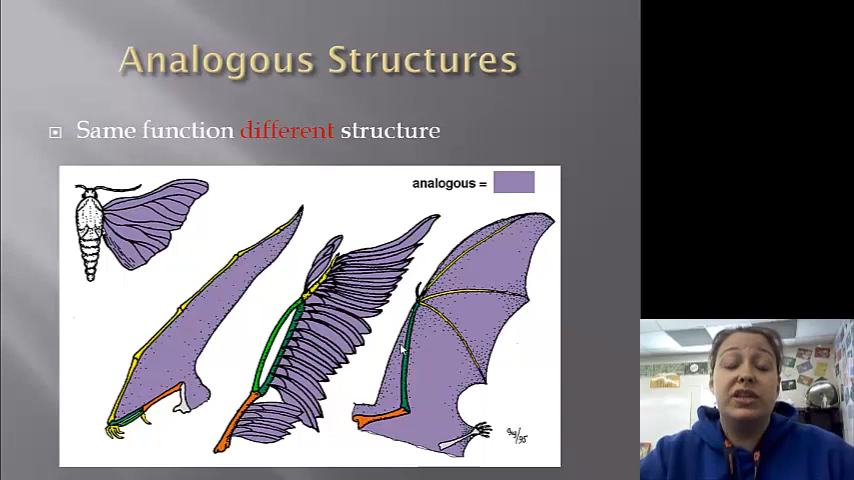 Analogous Structures
Same function different structure
analogous =